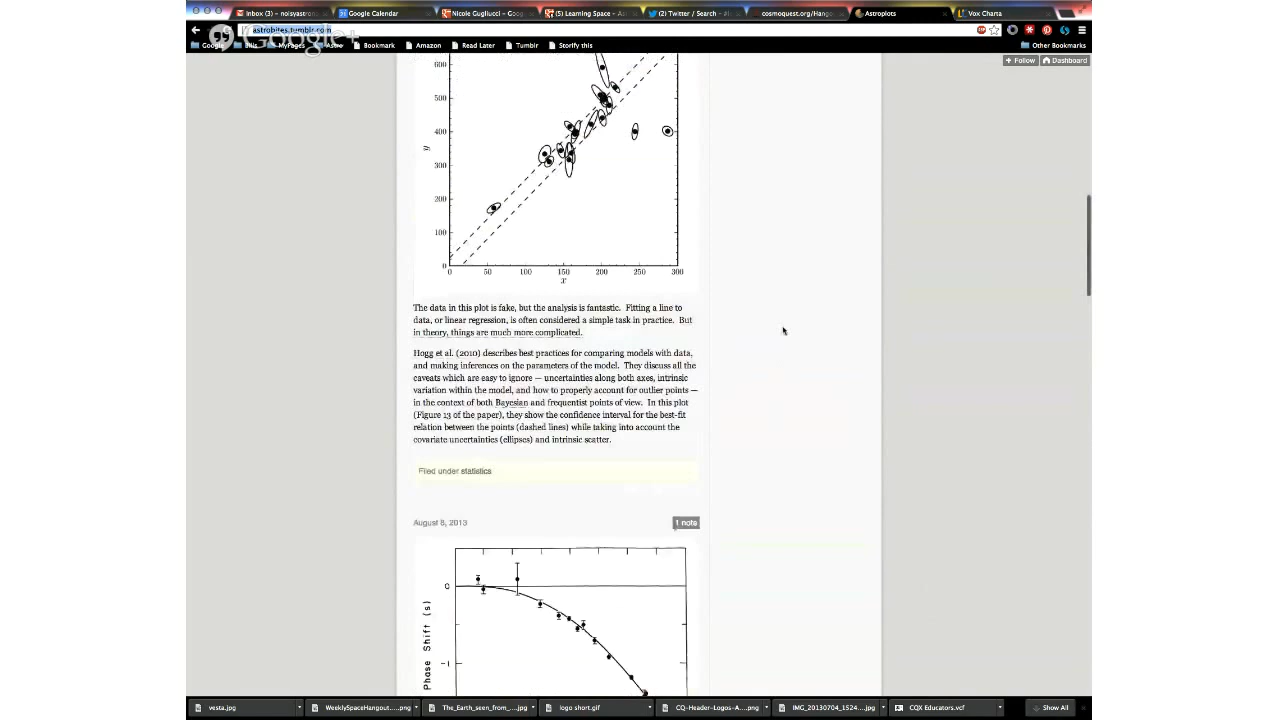 Inbox (3) - noisyastron
Google Calendar
Nicole Gugliucci - Goo
(5) Learning Space - As
(2) Twitter / Search - #l
cosmoquest.org/Hango
Astroplots
Vox Charta
astrobites.tumblr.com
Google+
Google
Bills
MyPages
Astro
Bookmark
Amazon
Read Later
Tumblr
Storify this
Other Bookmarks
+ Follow
Dashboard
600
500
400
300
200
100
0
y
0 50 100 150 200 250 300
x
The data in this plot is fake, but the analysis is fantastic. Fitting a line to
data, or linear regression, is often considered a simple task in practice. But
in theory, things are much more complicated.
Hogg et al. (2010) describes best practices for comparing models with data,
and making inferences on the parameters of the model. They discuss all the
caveats which are easy to ignore — uncertainties along both axes, intrinsic
variation within the model, and how to properly account for outlier points —
in the context of both Bayesian and frequentist points of view. In this plot
(Figure 13 of the paper), they show the confidence interval for the best-fit
relation between the points (dashed lines) while taking into account the
covariate uncertainties (ellipses) and intrinsic scatter.
Filed under statistics
August 8, 2013
1 note
0
-1
Phase Shift (s)
vesta.jpg
WeeklySpaceHangout....png
The_Earth_seen_from_...jpg
logo short.gif
CQ-Header-Logos-A....png
IMG_20130704_1524....jpg
CQX Educators.vcf
Show All